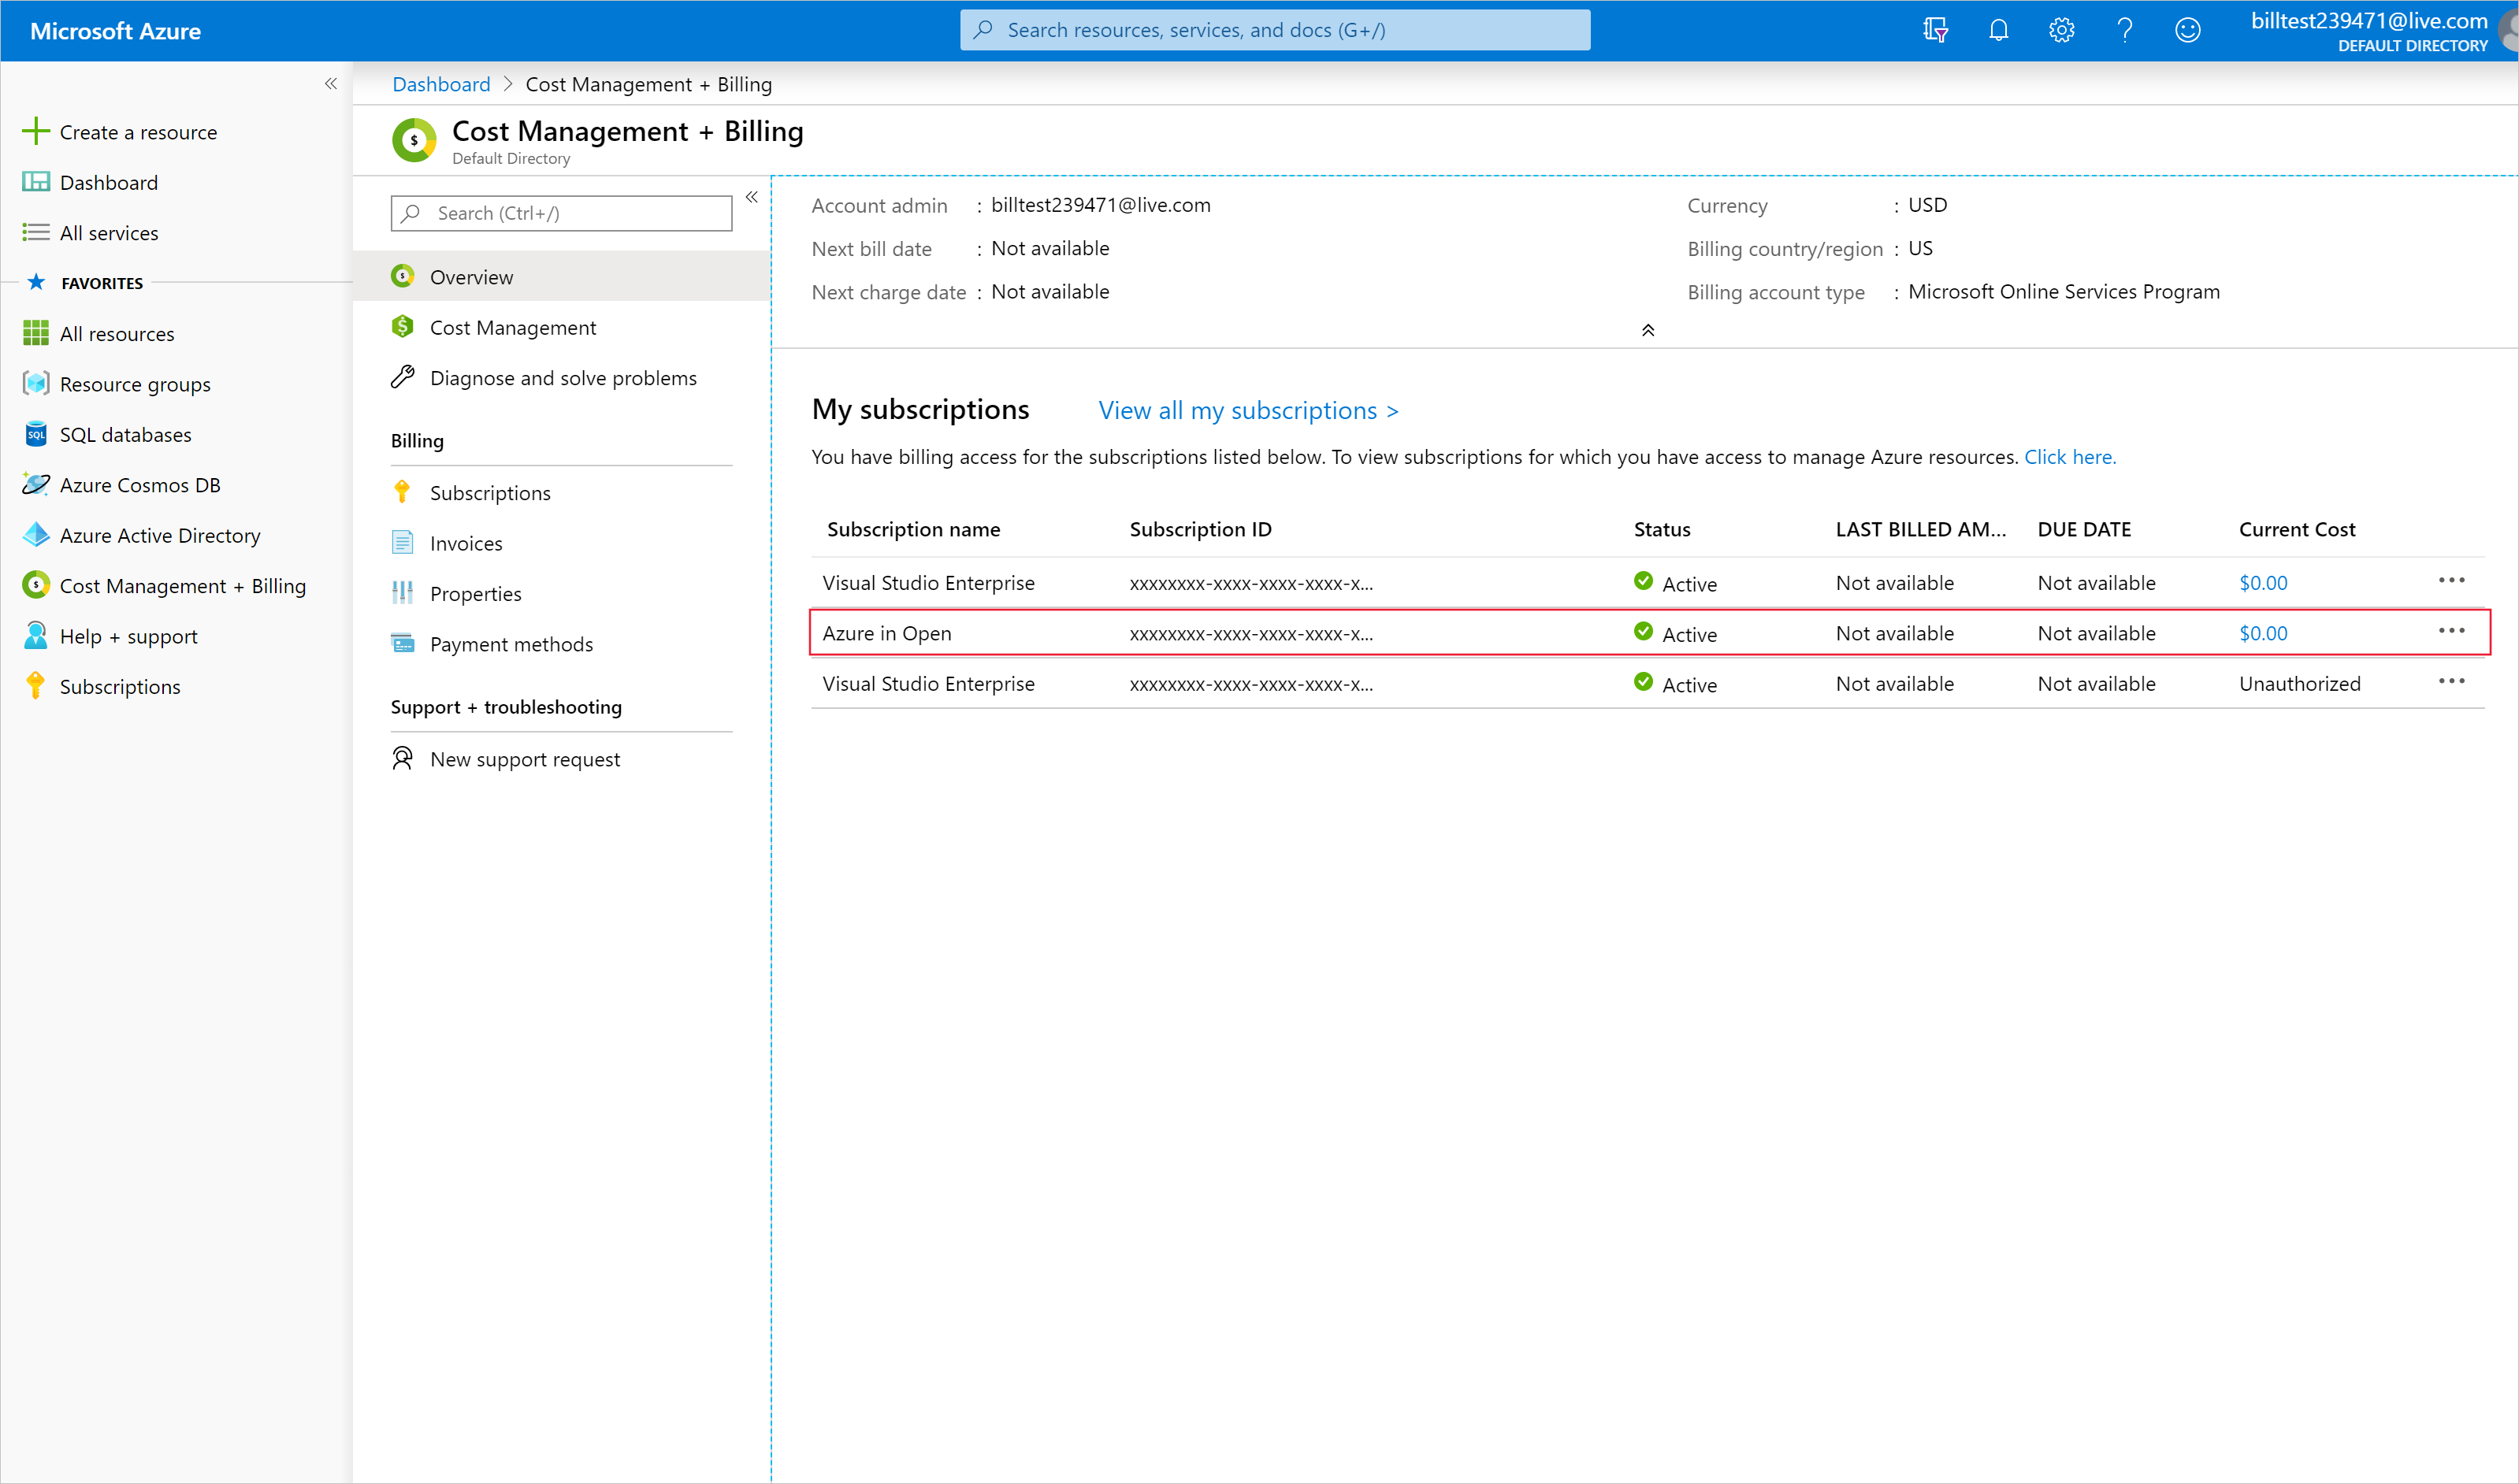 Microsoft Azure
Search resources, services, and docs (G+/)
billtest239471@live.com
DEFAULT DIRECTORY
Create a resource
Dashboard
All services
FAVORITES
All resources
Resource groups
SQL databases
Azure Cosmos DB
Azure Active Directory
Cost Management + Billing
Help + support
Subscriptions
Dashboard > Cost Management + Billing
Cost Management + Billing
Default Directory
Search (Ctrl+/)
Overview
Cost Management
Diagnose and solve problems
Billing
Subscriptions
Invoices
Properties
Payment methods
Support + troubleshooting
New support request
Account admin : billtest239471@live.com
Next bill date : Not available
Next charge date : Not available
Currency : USD
Billing country/region : US
Billing account type : Microsoft Online Services Program
My subscriptions View all my subscriptions >
You have billing access for the subscriptions listed below. To view subscriptions for which you have access to manage Azure resources. Click here.
Subscription name Subscription ID Status LAST BILLED AM... DUE DATE Current Cost
Visual Studio Enterprise xxxxxxxx-xxxx-xxxx-xxxx-x... Active Not available Not available $0.00
Azure in Open xxxxxxxx-xxxx-xxxx-xxxx-x... Active Not available Not available $0.00
Visual Studio Enterprise xxxxxxxx-xxxx-xxxx-xxxx-x... Active Not available Not available Unauthorized